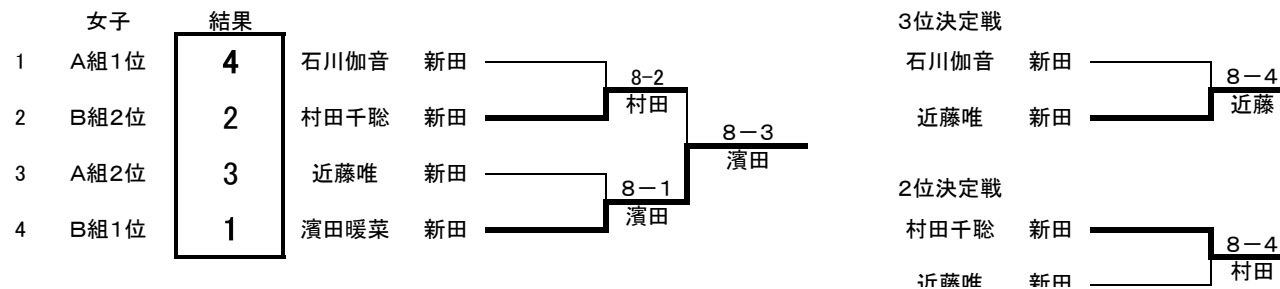 女子 結果
1 A組1位 4 石川伽音 新田
2 B組2位 2 村田千聡 新田
3 A組2位 3 近藤唯 新田
4 B組1位 1 濱田暖菜 新田
8-2
村田
8-1
濱田
8-3
濱田
3位決定戦
石川伽音 新田
近藤唯 新田
8-4
近藤
2位決定戦
村田千聡 新田
近藤唯 新田
8-4
村田